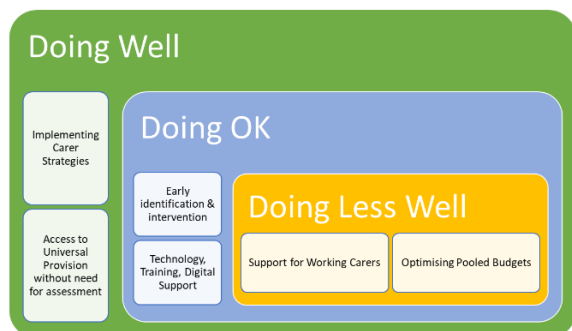 Doing Well
Implementing
Carer
Strategies
Access to
Universal
Provision
without need
for assessment
Doing OK
Early
identification &
intervention
Technology,
Training, Digital
Support
Doing Less Well
Support for Working Carers
Optimising Pooled Budgets